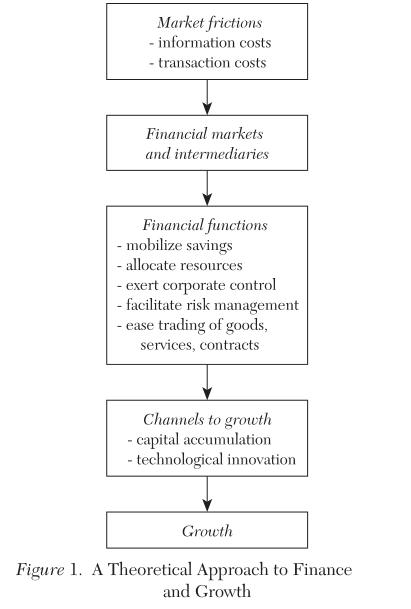 Market frictions
- information costs
- transaction costs
Financial markets
and intermediaries
Financial functions
- mobilize savings
- allocate resources
- exert corporate control
- facilitate risk management
- ease trading of goods,
services, contracts
Channels to growth
- capital accumulation
- technological innovation
Growth
Figure 1. A Theoretical Approach to Finance
and Growth